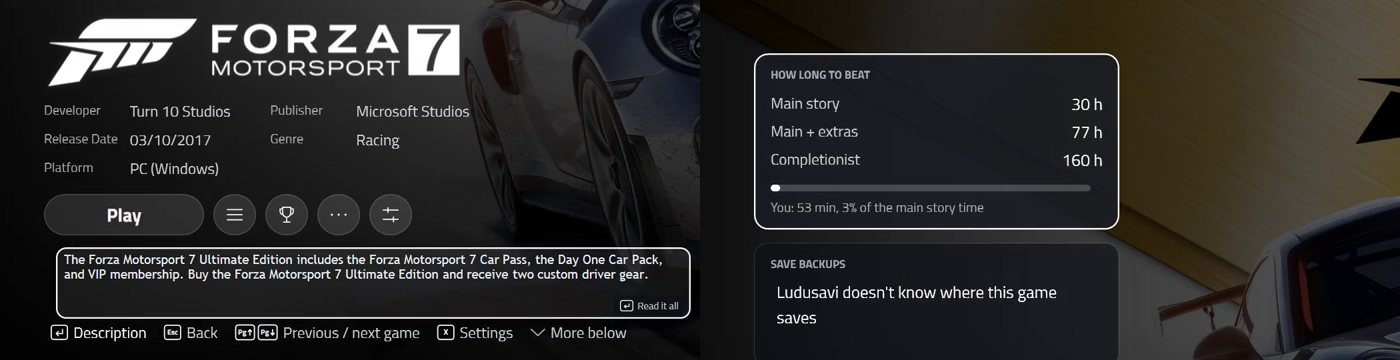 FORZA 7
MOTORSPORT
Developer Turn 10 Studios Publisher Microsoft Studios
Release Date 03/10/2017 Genre Racing
Platform PC (Windows)
Play
The Forza Motorsport 7 Ultimate Edition includes the Forza Motorsport 7 Car Pass, the Day One Car Pack,
and VIP membership. Buy the Forza Motorsport 7 Ultimate Edition and receive two custom driver gear.
Read it all
Description Esc Back Pg↑ Pg↓ Previous / next game X Settings More below
HOW LONG TO BEAT
Main story 30 h
Main + extras 77 h
Completionist 160 h
You: 53 min, 3% of the main story time
SAVE BACKUPS
Ludusavi doesn't know where this game
saves